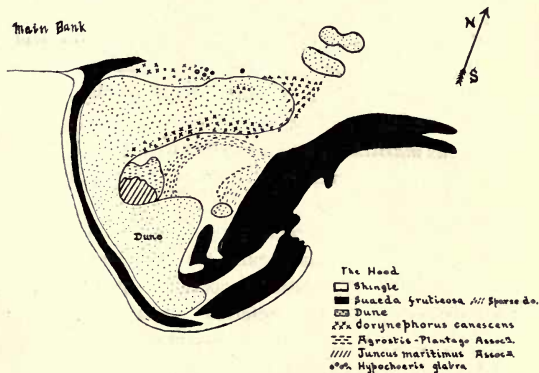 Main Bank
N
S
Dune
The Hood
Shingle
Suaeda fruticosa Sparse do.
Dune
Corynephorus canescens
Agrostis-Plantago Assocn.
Juncus maritimus Assocn.
Hypochoeris glabra